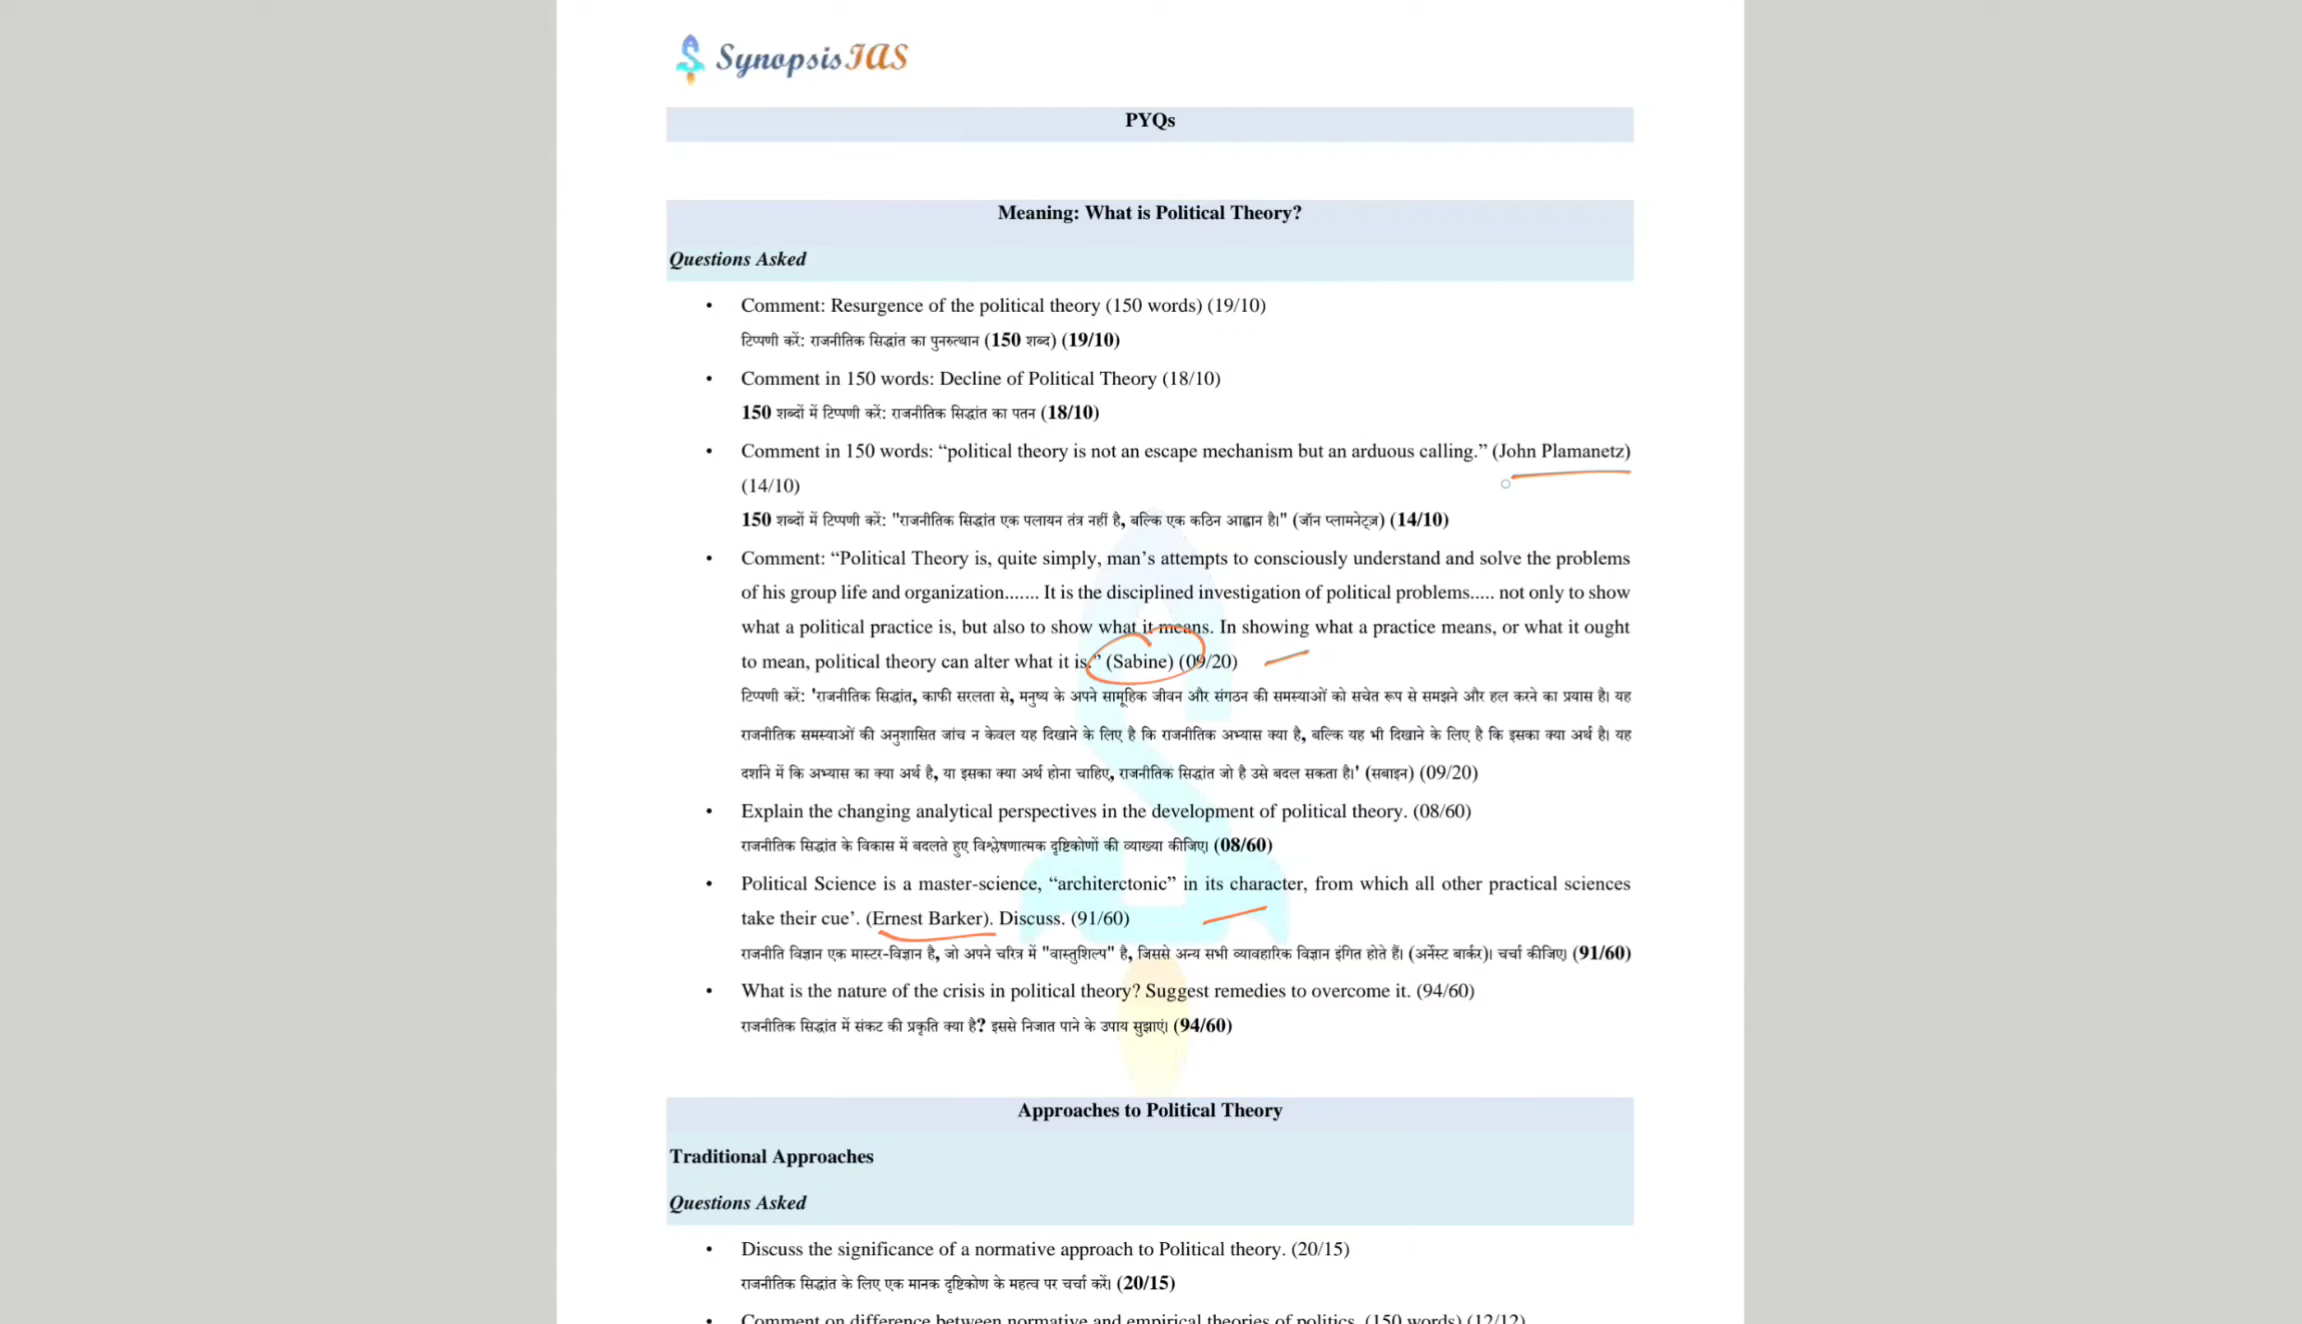 SynopsisIAS
PYQs
Meaning: What is Political Theory?
Questions Asked
• Comment: Resurgence of the political theory (150 words) (19/10)
टिप्पणी करें: राजनीतिक सिद्धांत का पुनरुत्थान (150 शब्द) (19/10)
• Comment in 150 words: Decline of Political Theory (18/10)
150 शब्दों में टिप्पणी करें: राजनीतिक सिद्धांत का पतन (18/10)
• Comment in 150 words: “political theory is not an escape mechanism but an arduous calling.” (John Plamanetz)
(14/10)
150 शब्दों में टिप्पणी करें: "राजनीतिक सिद्धांत एक पलायन तंत्र नहीं है, बल्कि एक कठिन आह्वान है।" (जॉन प्लामनेट्ज़) (14/10)
• Comment: “Political Theory is, quite simply, man’s attempts to consciously understand and solve the problems
of his group life and organization....... It is the disciplined investigation of political problems..... not only to show
what a political practice is, but also to show what it means. In showing what a practice means, or what it ought
to mean, political theory can alter what it is.” (Sabine) (09/20)
टिप्पणी करें: 'राजनीतिक सिद्धांत, काफी सरलता से, मनुष्य के अपने सामूहिक जीवन और संगठन की समस्याओं को सचेत रूप से समझने और हल करने का प्रयास है। यह
राजनीतिक समस्याओं की अनुशासित जांच न केवल यह दिखाने के लिए है कि राजनीतिक अभ्यास क्या है, बल्कि यह भी दिखाने के लिए है कि इसका क्या अर्थ है। यह
दर्शाने में कि अभ्यास का क्या अर्थ है, या इसका क्या अर्थ होना चाहिए, राजनीतिक सिद्धांत जो है उसे बदल सकता है।' (सबाइन) (09/20)
• Explain the changing analytical perspectives in the development of political theory. (08/60)
राजनीतिक सिद्धांत के विकास में बदलते हुए विश्लेषणात्मक दृष्टिकोणों की व्याख्या कीजिए। (08/60)
• Political Science is a master-science, “architerctonic” in its character, from which all other practical sciences
take their cue’. (Ernest Barker). Discuss. (91/60)
राजनीति विज्ञान एक मास्टर-विज्ञान है, जो अपने चरित्र में "वास्तुशिल्प" है, जिससे अन्य सभी व्यावहारिक विज्ञान इंगित होते हैं। (अर्नेस्ट बार्कर)। चर्चा कीजिए। (91/60)
• What is the nature of the crisis in political theory? Suggest remedies to overcome it. (94/60)
राजनीतिक सिद्धांत में संकट की प्रकृति क्या है? इससे निजात पाने के उपाय सुझाएं। (94/60)
Approaches to Political Theory
Traditional Approaches
Questions Asked
• Discuss the significance of a normative approach to Political theory. (20/15)
राजनीतिक सिद्धांत के लिए एक मानक दृष्टिकोण के महत्व पर चर्चा करें। (20/15)
• Comment on difference between normative and empirical theories of politics. (150 words) (12/12)